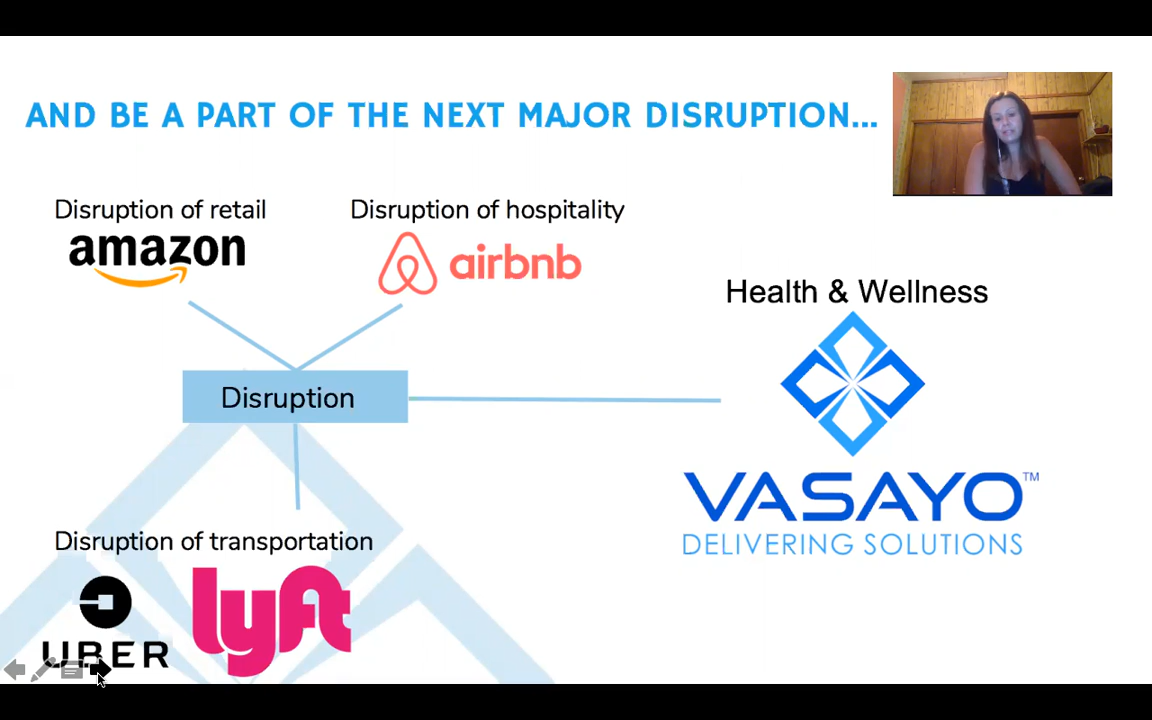 AND BE A PART OF THE NEXT MAJOR DISRUPTION...
Disruption of retail
amazon
Disruption of hospitality
airbnb
Health & Wellness
Disruption
VASAYO™
DELIVERING SOLUTIONS
Disruption of transportation
UBER
lyft